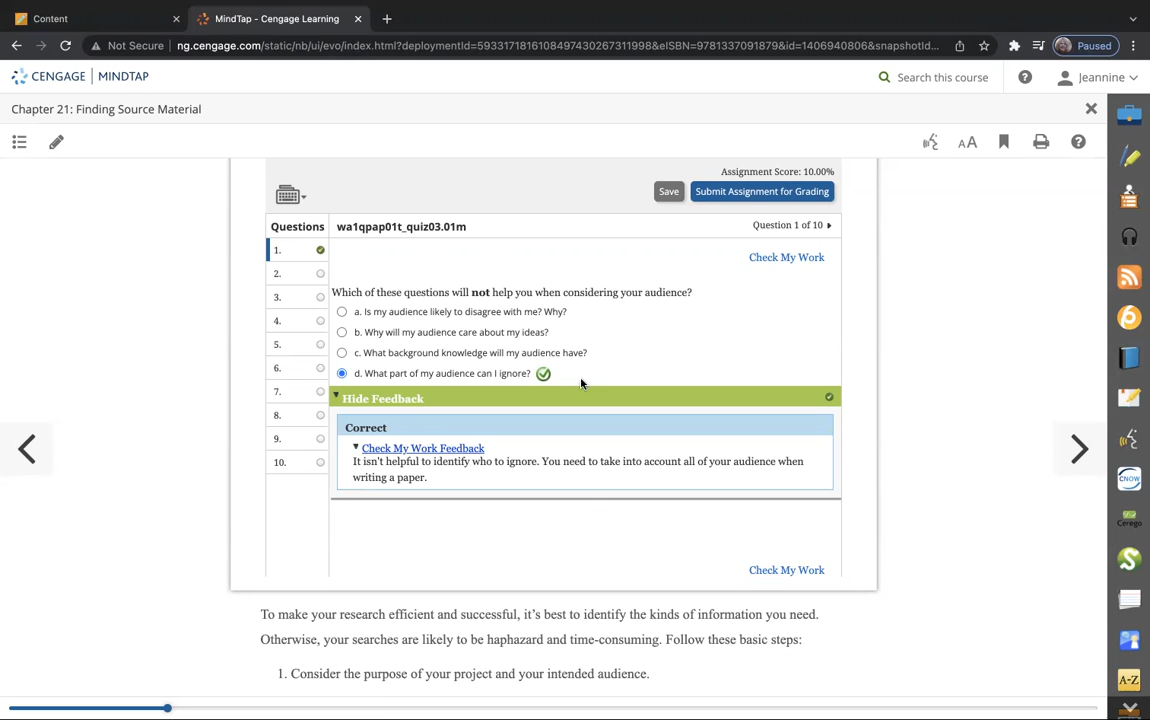 Content
MindTap - Cengage Learning
Not Secure | ng.cengage.com/static/nb/ui/evo/index.html?deploymentId=5933171816108497430267311998&eISBN=9781337091879&id=1406940806&snapshotId...
Paused
CENGAGE | MINDTAP
Search this course
Jeannine
Chapter 21: Finding Source Material
AA
Assignment Score: 10.00%
Save
Submit Assignment for Grading
Questions
wa1qpap01t_quiz03.01m
Question 1 of 10
1.
2.
3.
4.
5.
6.
7.
8.
9.
10.
Check My Work
Which of these questions will not help you when considering your audience?
a. Is my audience likely to disagree with me? Why?
b. Why will my audience care about my ideas?
c. What background knowledge will my audience have?
d. What part of my audience can I ignore?
Hide Feedback
Correct
Check My Work Feedback
It isn't helpful to identify who to ignore. You need to take into account all of your audience when
writing a paper.
Check My Work
To make your research efficient and successful, it's best to identify the kinds of information you need.
Otherwise, your searches are likely to be haphazard and time-consuming. Follow these basic steps:
1. Consider the purpose of your project and your intended audience.
CNOW
Cerego
A-Z